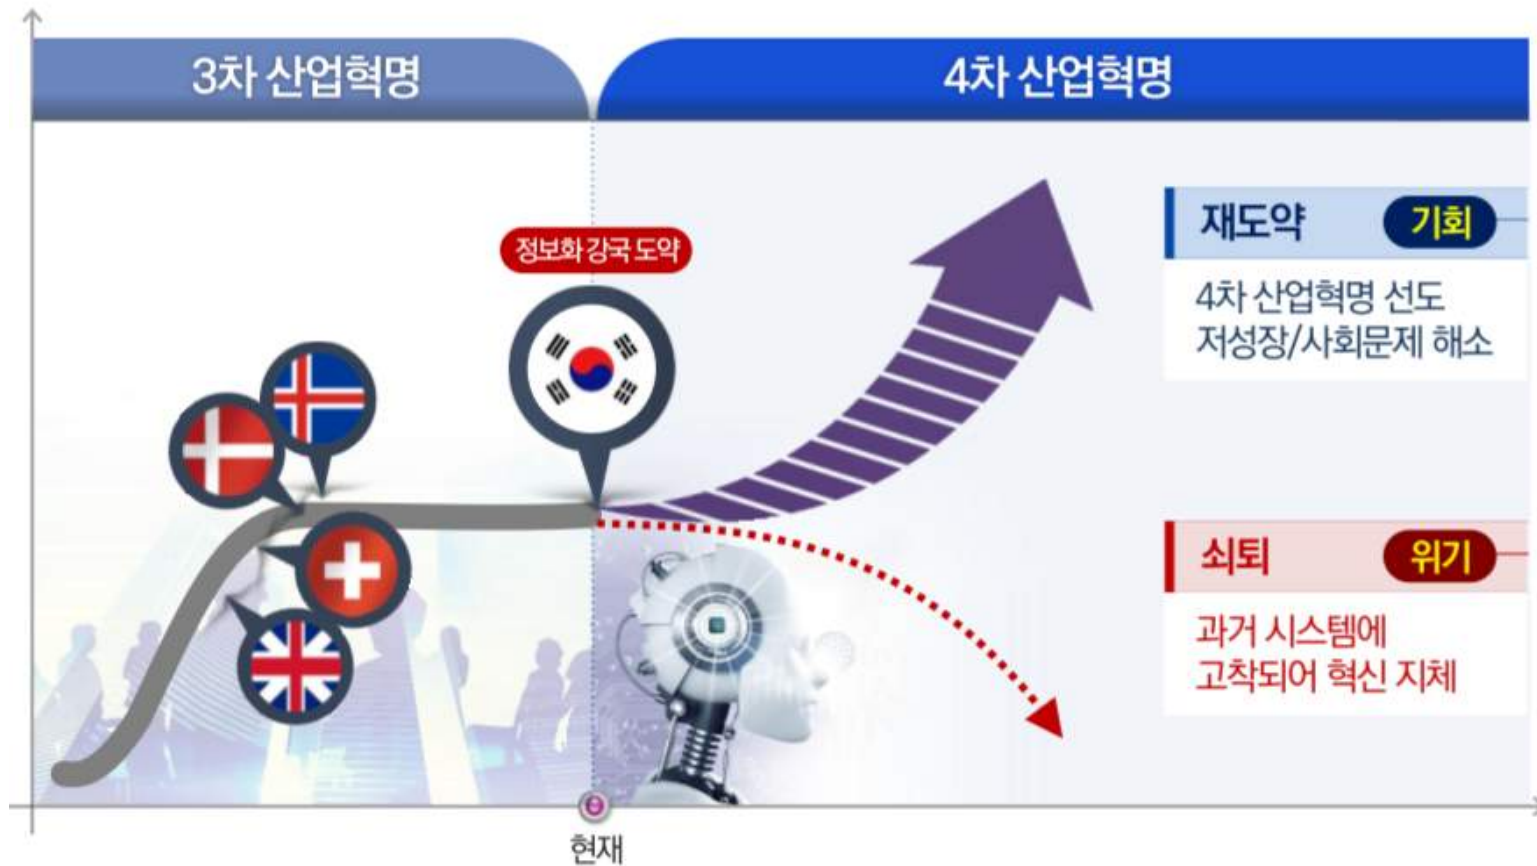 3차 산업혁명
4차 산업혁명
정보화 강국 도약
재도약
기회
4차 산업혁명 선도
저성장/사회문제 해소
쇠퇴
위기
과거 시스템에
고착되어 혁신 지체
현재